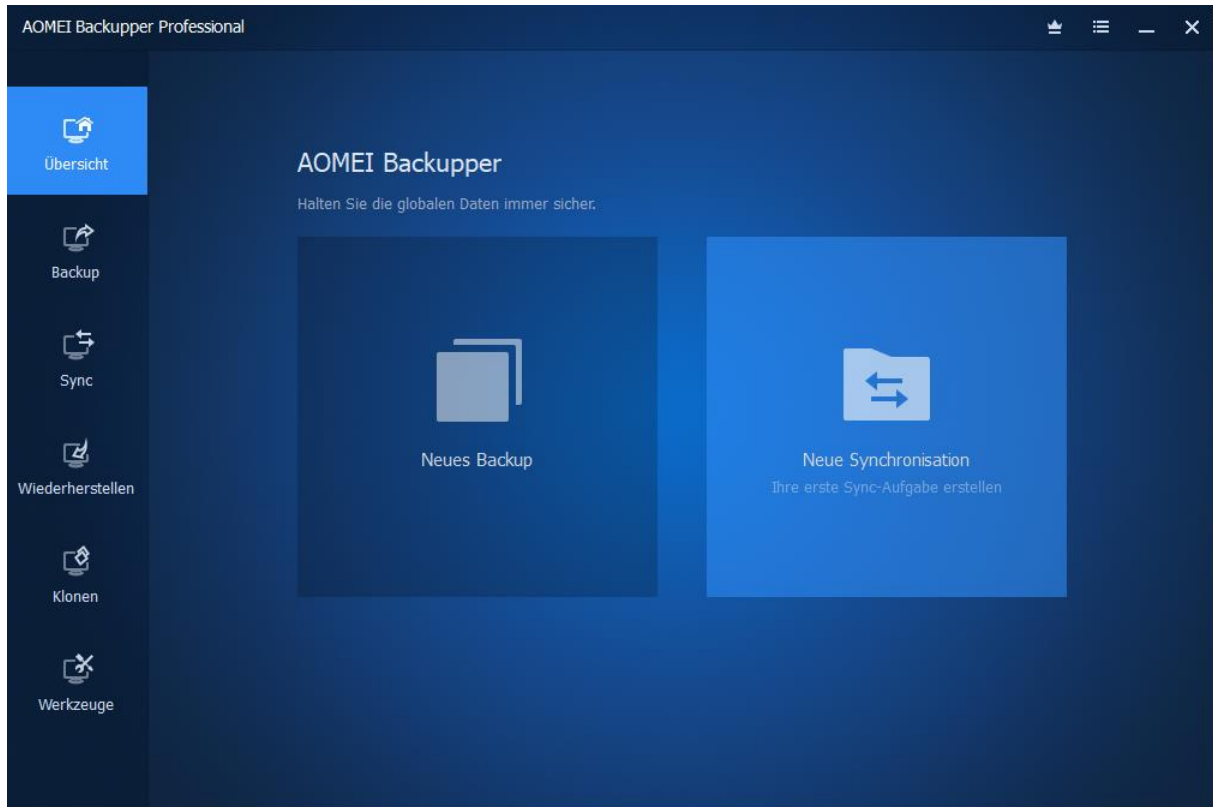 AOMEI Backupper Professional
Übersicht
Backup
Sync
Wiederherstellen
Klonen
Werkzeuge
AOMEI Backupper
Halten Sie die globalen Daten immer sicher.
Neues Backup
Neue Synchronisation
Ihre erste Sync-Aufgabe erstellen